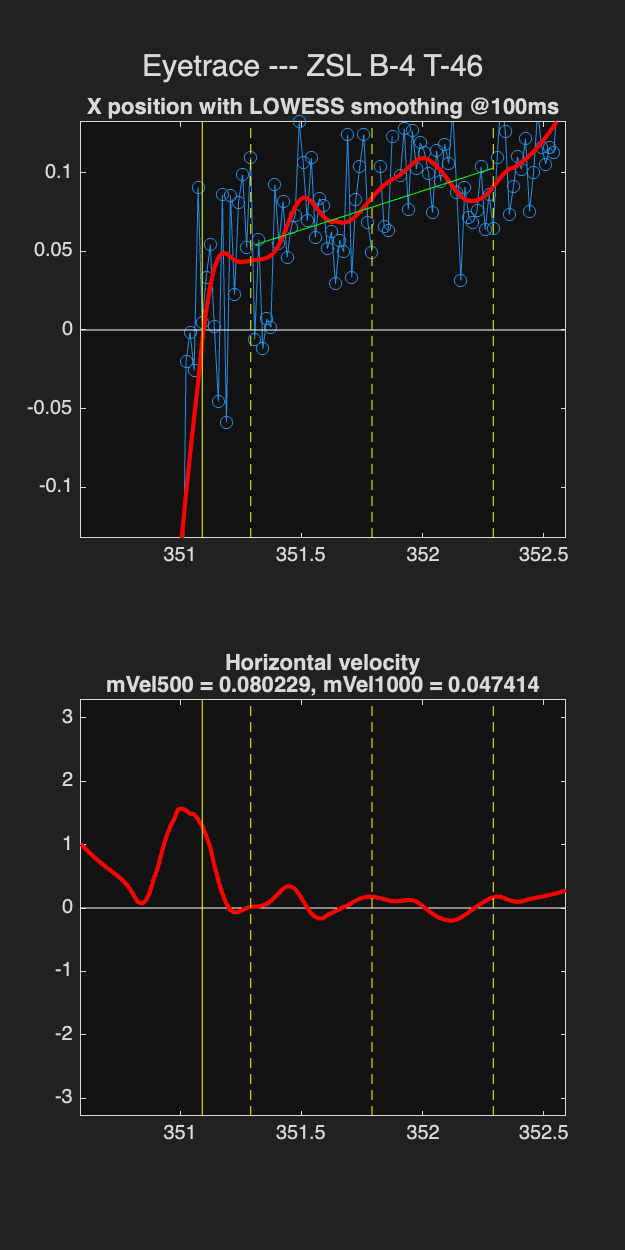 Eyetrace --- ZSL B-4 T-46
X position with LOWESS smoothing @100ms
0.1
0.05
0
-0.05
-0.1
351 351.5 352 352.5
Horizontal velocity
mVel500 = 0.080229, mVel1000 = 0.047414
3
2
1
0
-1
-2
-3
351 351.5 352 352.5